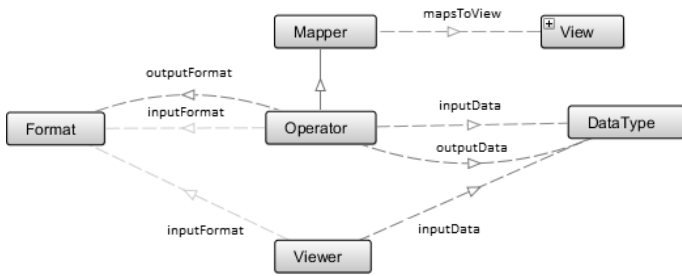 mapsToView
Mapper
View
outputFormat
inputFormat
inputData
Format
Operator
DataType
outputData
inputFormat
inputData
Viewer